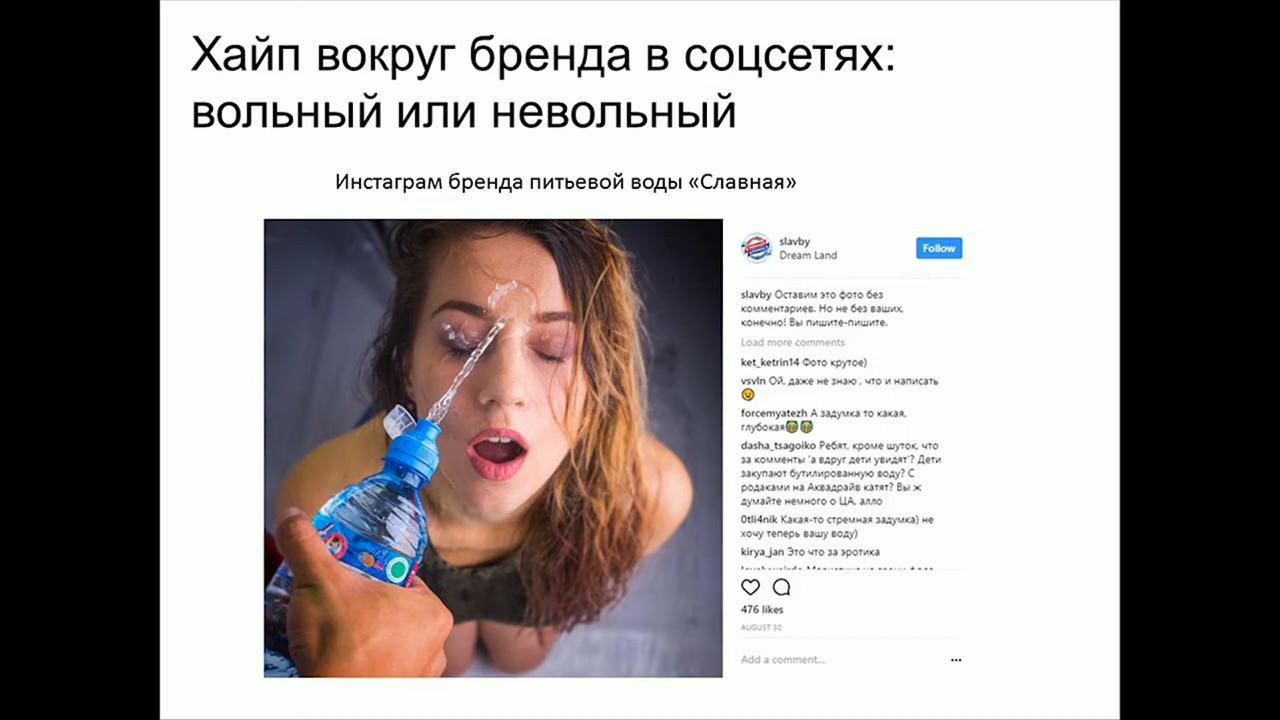 Хайп вокруг бренда в соцсетях:
вольный или невольный
Инстаграм бренда питьевой воды «Славная»
slavby
Dream Land
Follow
slavby Оставим это фото без
комментариев. Но не без ваших,
конечно! Вы пишите-пишите.
Load more comments
ket_ketrin14 Фото крутое)
vsvln Ой, даже не знаю , что и написать
forcemyatezh А задумка то какая,
глубокая
dasha_tsagoiko Ребят, кроме шуток, что
за комменты 'а вдруг дети увидят'? Дети
закупают бутилированную воду? С
родаками на Аквадрайв катят? Вы ж
думайте немного о ЦА, алло
0tli4nik Какая-то стремная задумка) не
хочу теперь вашу воду)
kirya_jan Это что за эротика
476 likes
AUGUST 30
Add a comment...